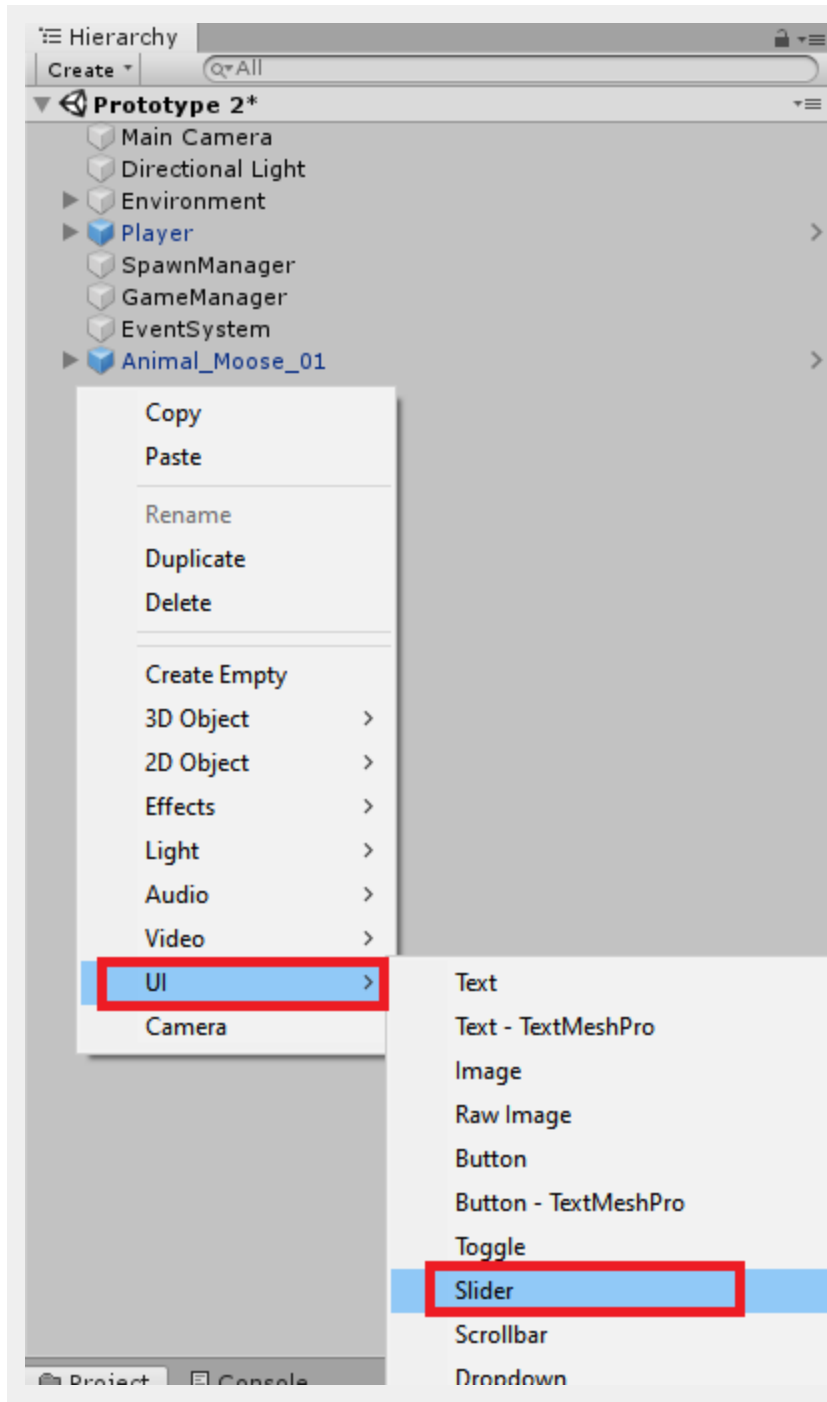 Hierarchy
Create
All
Prototype 2*
Main Camera
Directional Light
Environment
Player
SpawnManager
GameManager
EventSystem
Animal_Moose_01
Copy
Paste
Rename
Duplicate
Delete
Create Empty
3D Object
2D Object
Effects
Light
Audio
Video
UI
Camera
Text
Text - TextMeshPro
Image
Raw Image
Button
Button - TextMeshPro
Toggle
Slider
Scrollbar
Dropdown
Project Console